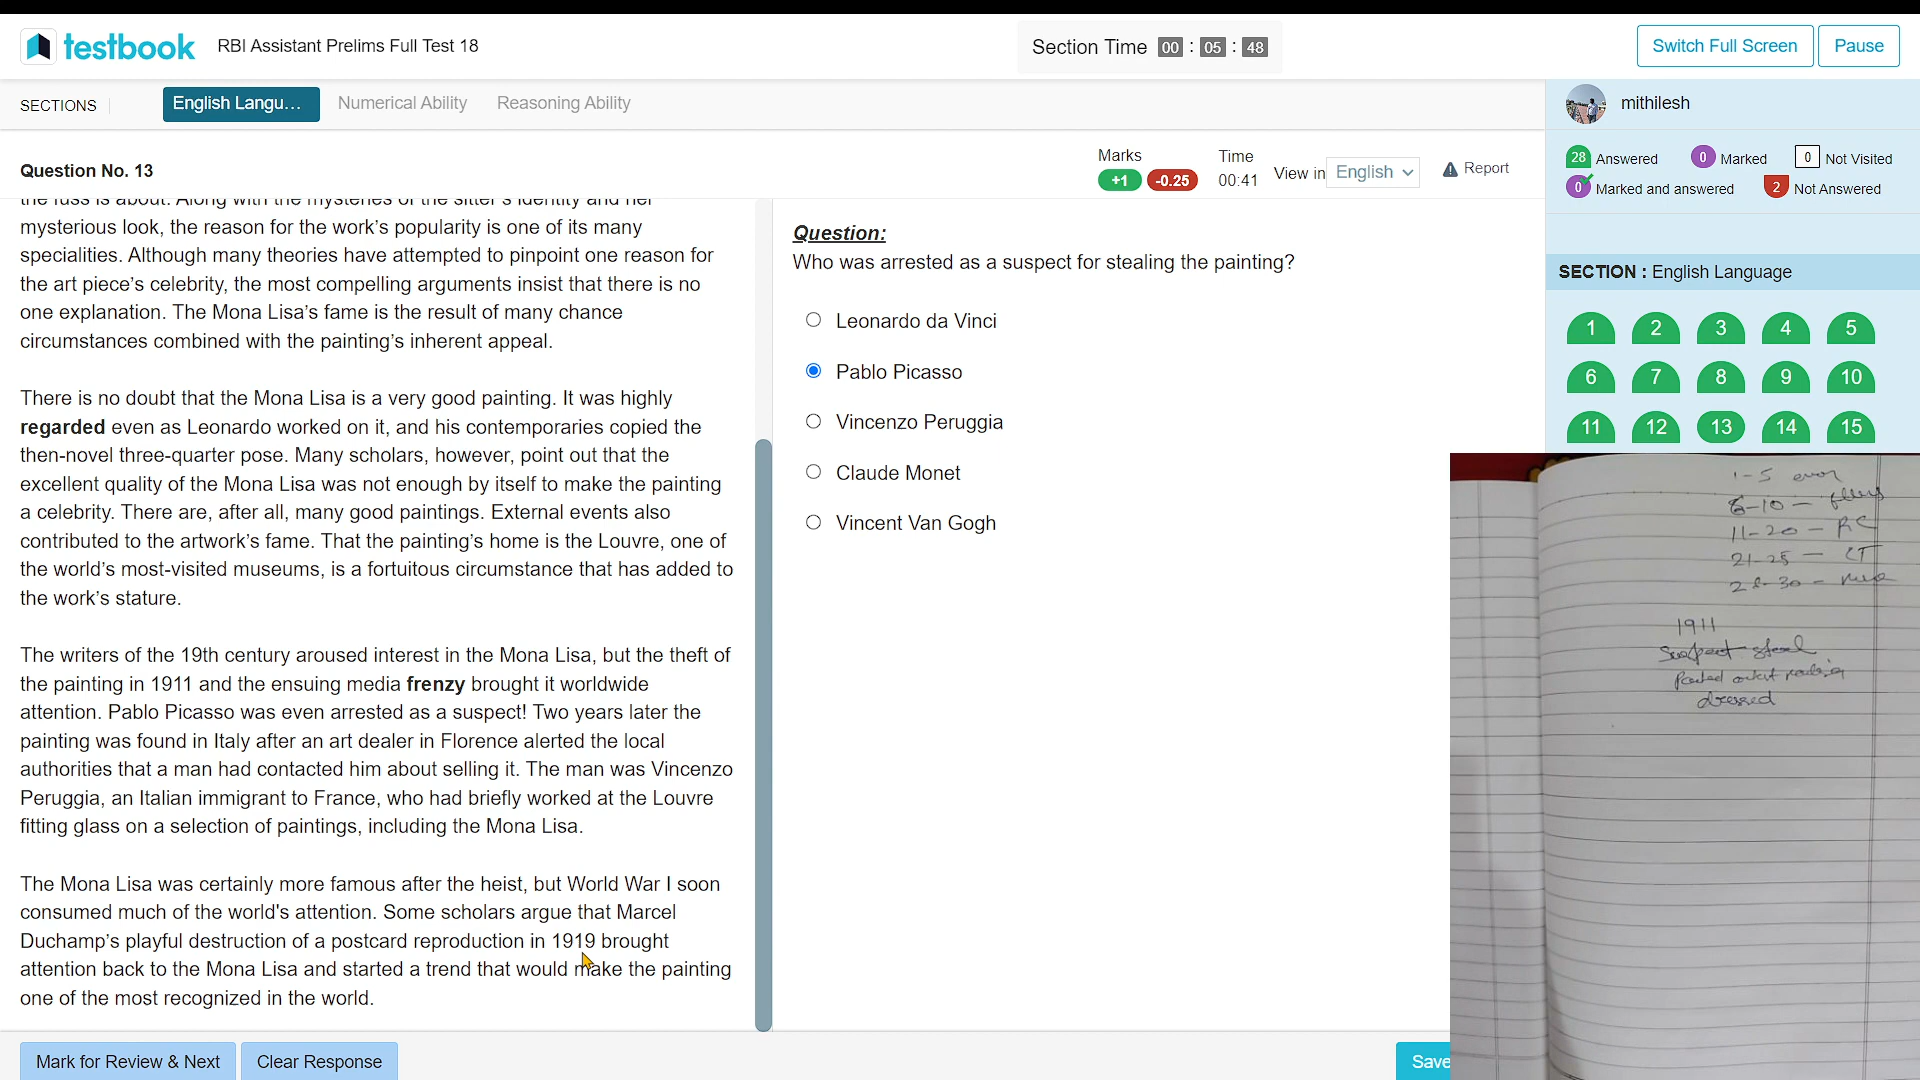 testbook
RBI Assistant Prelims Full Test 18
Section Time 00 : 05 : 48
Switch Full Screen
Pause
SECTIONS
English Langu...
Numerical Ability
Reasoning Ability
mithilesh
Question No. 13
Marks
+1 -0.25
Time
00:41
View in English
Report
28 Answered
0 Marked
0 Not Visited
0 Marked and answered
2 Not Answered
the fuss is about. Along with the mysteries of the sitter's identity and her
mysterious look, the reason for the work's popularity is one of its many
specialities. Although many theories have attempted to pinpoint one reason for
the art piece's celebrity, the most compelling arguments insist that there is no
one explanation. The Mona Lisa's fame is the result of many chance
circumstances combined with the painting's inherent appeal.
There is no doubt that the Mona Lisa is a very good painting. It was highly
regarded even as Leonardo worked on it, and his contemporaries copied the
then-novel three-quarter pose. Many scholars, however, point out that the
excellent quality of the Mona Lisa was not enough by itself to make the painting
a celebrity. There are, after all, many good paintings. External events also
contributed to the artwork's fame. That the painting's home is the Louvre, one of
the world's most-visited museums, is a fortuitous circumstance that has added to
the work's stature.
The writers of the 19th century aroused interest in the Mona Lisa, but the theft of
the painting in 1911 and the ensuing media frenzy brought it worldwide
attention. Pablo Picasso was even arrested as a suspect! Two years later the
painting was found in Italy after an art dealer in Florence alerted the local
authorities that a man had contacted him about selling it. The man was Vincenzo
Peruggia, an Italian immigrant to France, who had briefly worked at the Louvre
fitting glass on a selection of paintings, including the Mona Lisa.
The Mona Lisa was certainly more famous after the heist, but World War I soon
consumed much of the world's attention. Some scholars argue that Marcel
Duchamp's playful destruction of a postcard reproduction in 1919 brought
attention back to the Mona Lisa and started a trend that would make the painting
one of the most recognized in the world.
Question:
Who was arrested as a suspect for stealing the painting?
Leonardo da Vinci
Pablo Picasso
Vincenzo Peruggia
Claude Monet
Vincent Van Gogh
SECTION : English Language
1 2 3 4 5
6 7 8 9 10
11 12 13 14 15
1-5 error
6-10 -
11-20 - RC
21-25 - CT
1911
suspect steal
dressed
Mark for Review & Next
Clear Response
Save